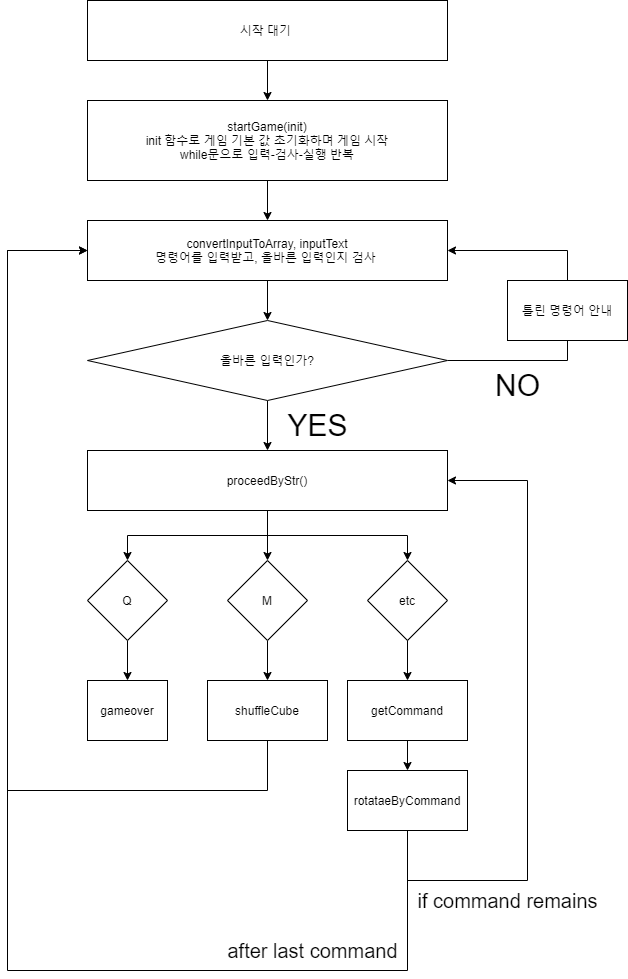 시작 대기
startGame(init)
init 함수로 게임 기본 값 초기화하며 게임 시작
while문으로 입력-검사-실행 반복
convertInputToArray, inputText
명령어를 입력받고, 올바른 입력인지 검사
틀린 명령어 안내
올바른 입력인가?
NO
YES
proceedByStr()
Q
M
etc
gameover
shuffleCube
getCommand
rotataeByCommand
if command remains
after last command